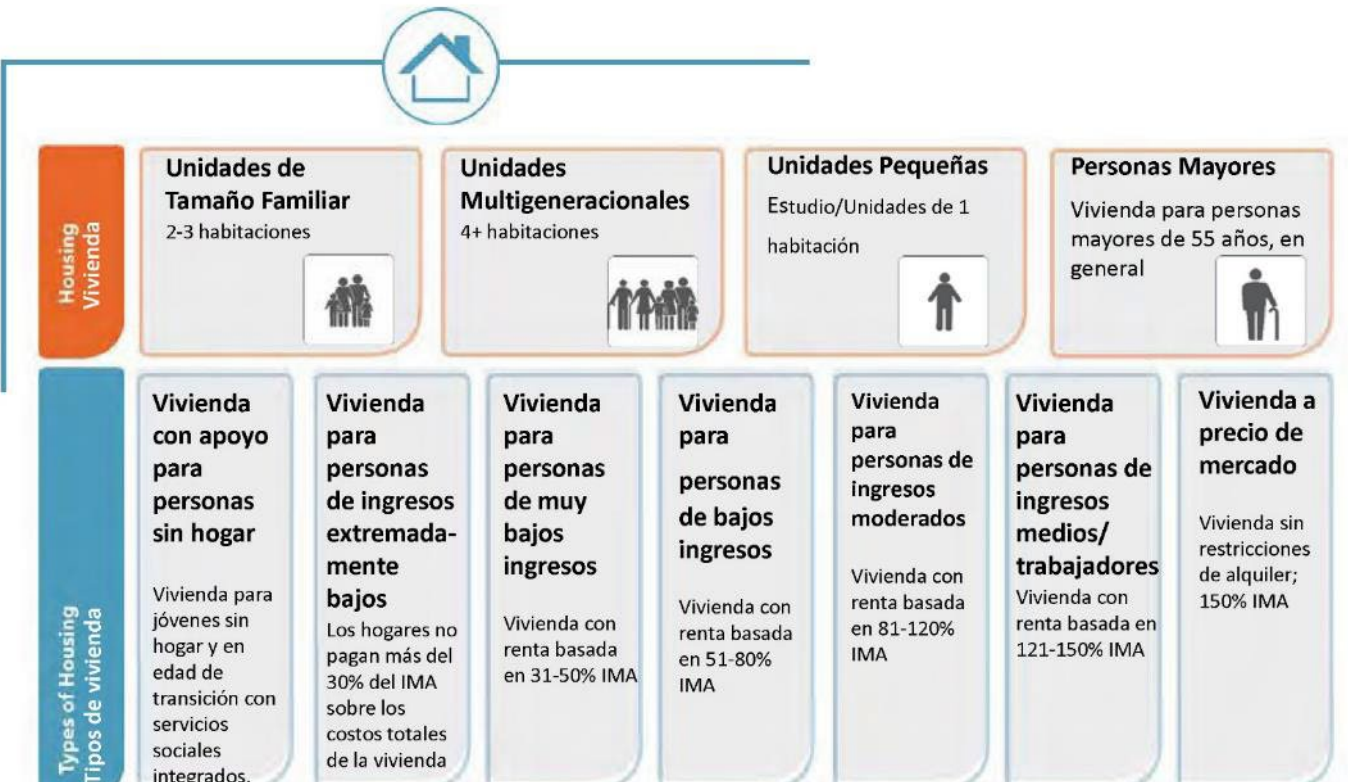 Housing
Vivienda
Unidades de
Tamaño Familiar
2-3 habitaciones
Unidades
Multigeneracionales
4+ habitaciones
Unidades Pequeñas
Estudio/Unidades de 1
habitación
Personas Mayores
Vivienda para personas
mayores de 55 años, en
general
Types of Housing
Tipos de vivienda
Vivienda
con apoyo
para
personas
sin hogar
Vivienda para
jóvenes sin
hogar y en
edad de
transición con
servicios
sociales
integrados.
Vivienda
para
personas
de ingresos
extremada-
mente
bajos
Los hogares no
pagan más del
30% del IMA
sobre los
costos totales
de la vivienda
Vivienda
para
personas
de muy
bajos
ingresos
Vivienda con
renta basada
en 31-50% IMA
Vivienda
para
personas
de bajos
ingresos
Vivienda con
renta basada
en 51-80%
IMA
Vivienda
para
personas de
ingresos
moderados
Vivienda con
renta basada
en 81-120%
IMA
Vivienda
para
personas de
ingresos
medios/
trabajadores
Vivienda con
renta basada en
121-150% IMA
Vivienda a
precio de
mercado
Vivienda sin
restricciones
de alquiler;
150% IMA